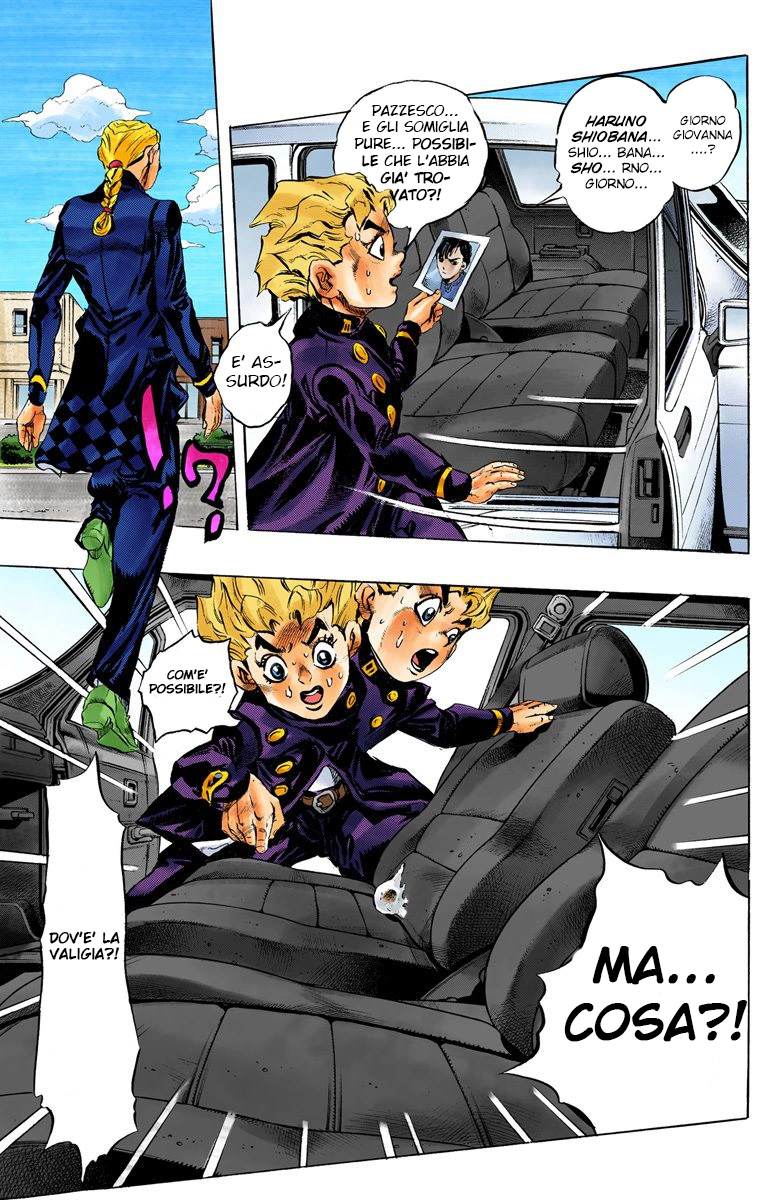 GIORNO
GIOVANNA
....?
HARUNO
SHIOBANA...
SHIO... BANA...
SHO... RNO...
GIORNO...
PAZZESCO...
E GLI SOMIGLIA
PURE... POSSIBI-
LE CHE L'ABBIA
GIA' TRO-
VATO?!
E' AS-
SURDO!
!?
COM'E'
POSSIBILE?!
MA...
COSA?!
DOV'E' LA
VALIGIA?!